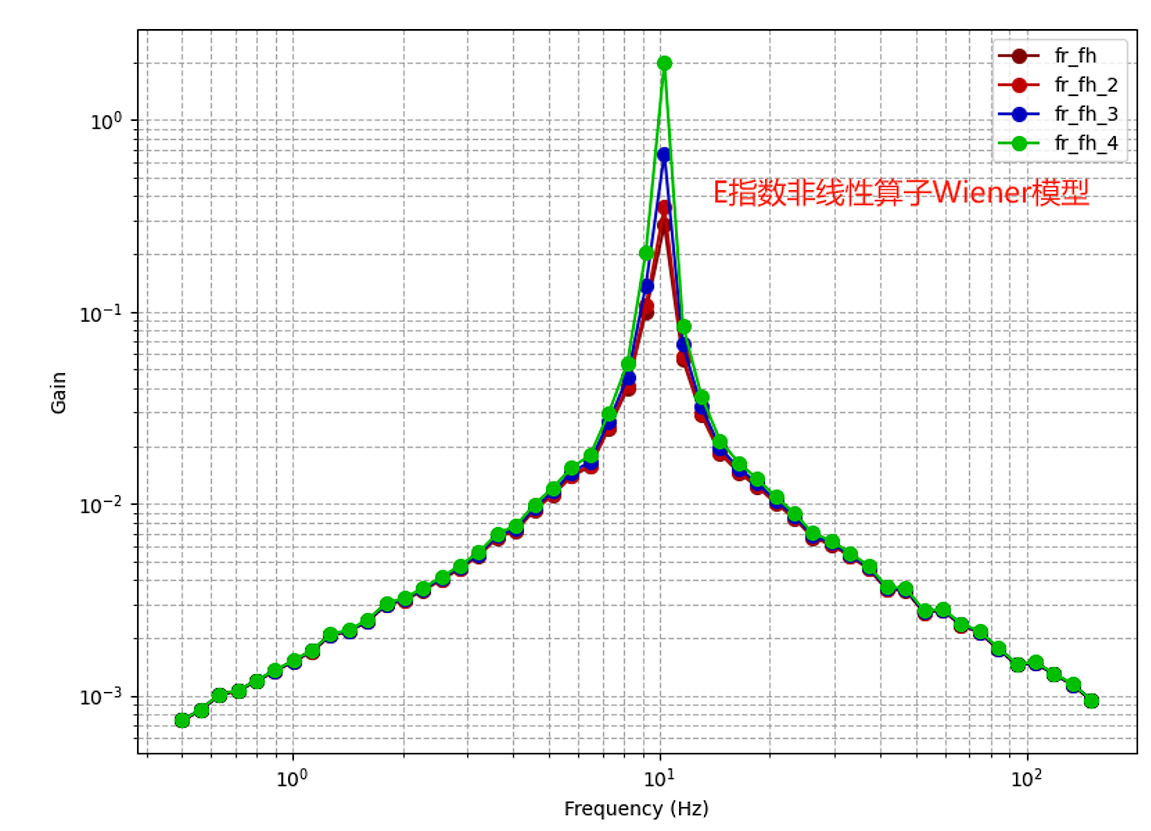 fr_fh
fr_fh_2
fr_fh_3
fr_fh_4
E指数非线性算子Wiener模型
Gain
10⁰
10⁻¹
10⁻²
10⁻³
10⁰
10¹
10²
Frequency (Hz)